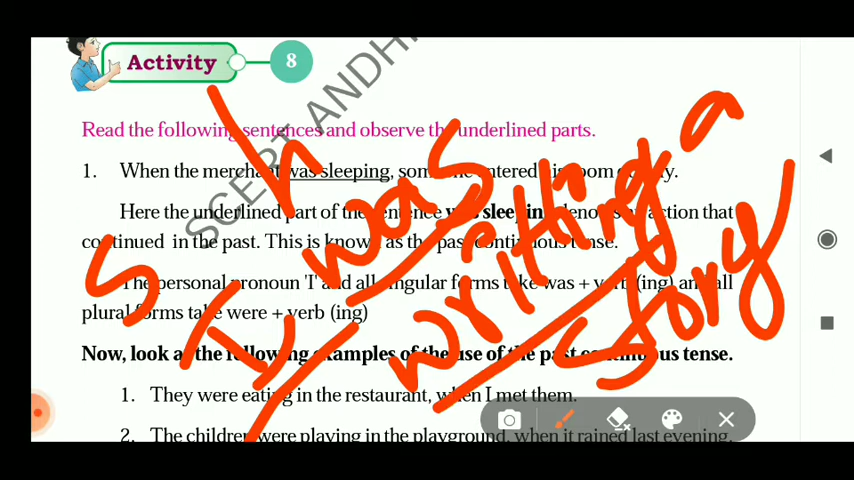 Activity 8
Read the following sentences and observe the underlined parts.
1. When the merchant was sleeping, someone entered his room
Here the underlined part of the sentence was sleeping denotes an action that
continued in the past. This is known as the past continuous tense.
The personal pronoun 'I' and all singular forms take was + verb (ing) and all
plural forms take were + verb (ing)
Now, look at the following examples of the use of the past continuous tense.
1. They were eating in the restaurant, when I met them.
2. The children were playing in the playground, when it rained last evening.
SCERT ANDH
h
S
I was writing a story